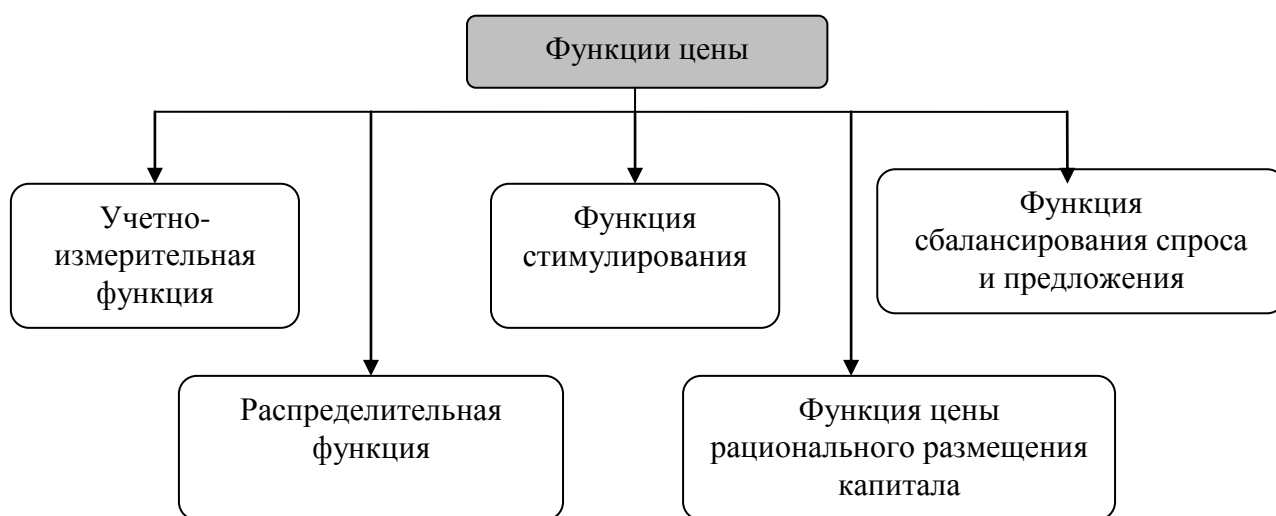 Функции цены
Учетно-
измерительная
функция
Функция
стимулирования
Функция
сбалансирования спроса
и предложения
Распределительная
функция
Функция цены
рационального размещения
капитала